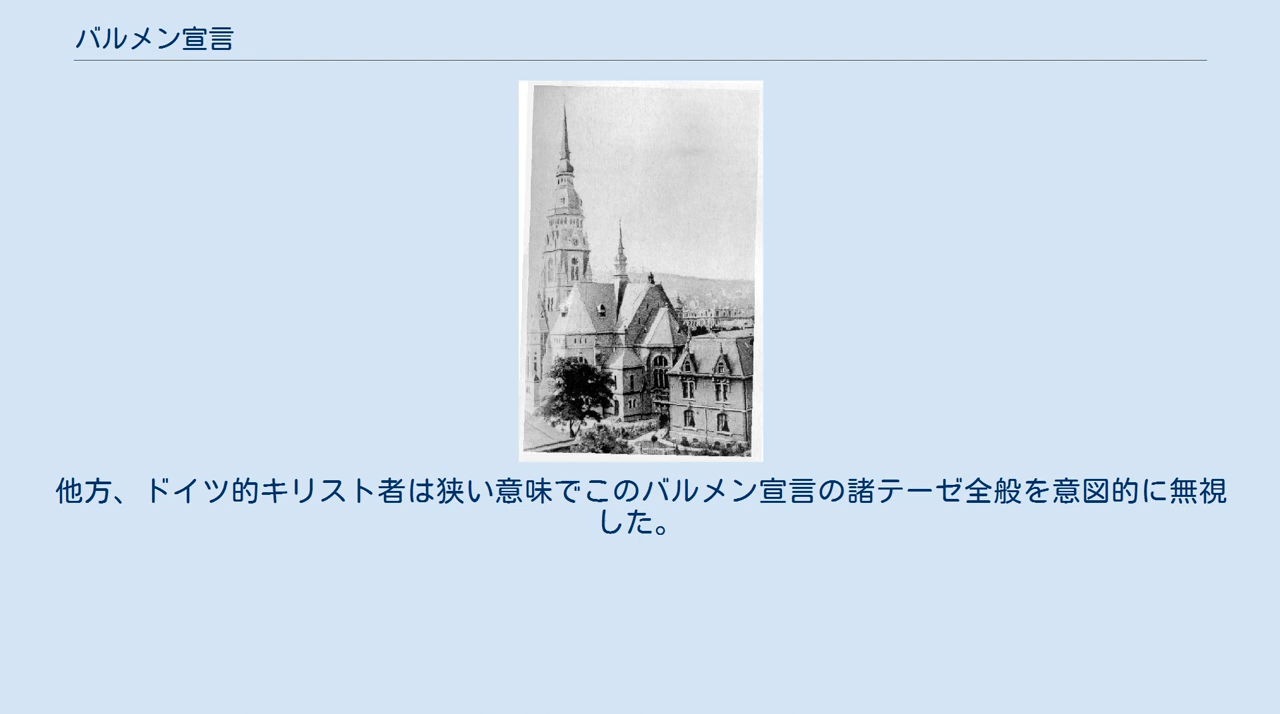 バルメン宣言
他方、ドイツ的キリスト者は狭い意味でこのバルメン宣言の諸テーゼ全般を意図的に無視
した。